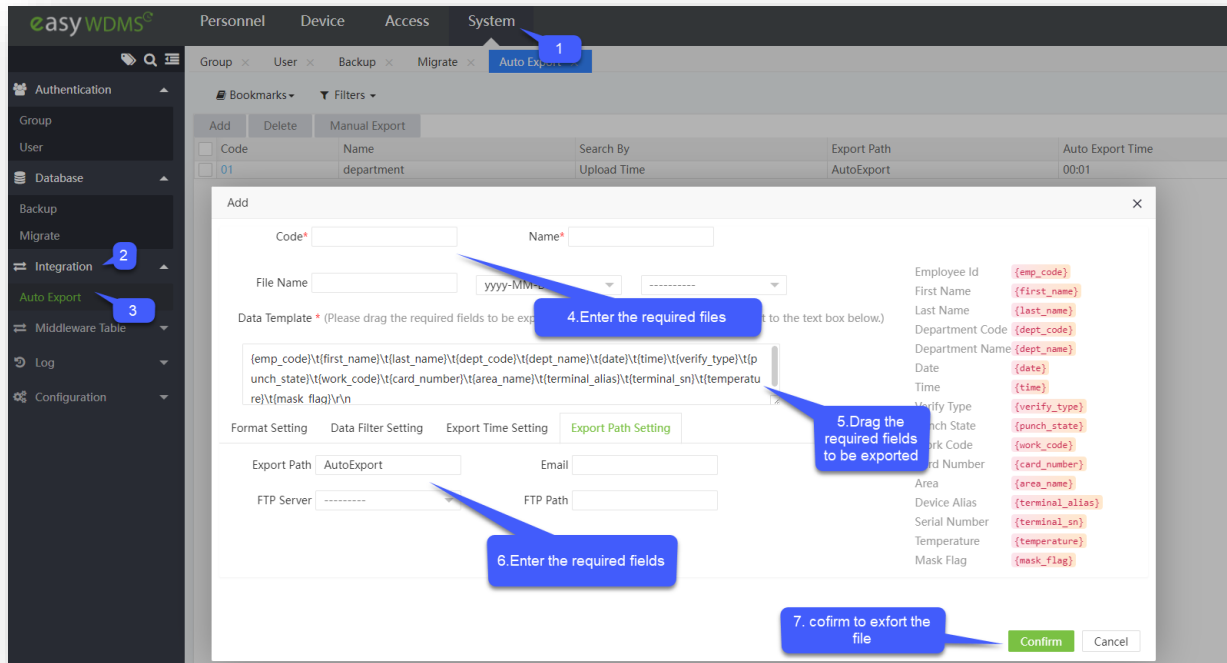 easy WDMS
Personnel Device Access System
1
Group User Backup Migrate Auto
Bookmarks Filters
Add Delete Manual Export
Code Name Search By Export Path Auto Export Time
01 department Upload Time AutoExport 00:01
Authentication
Group
User
Database
Backup
Migrate
2
Integration
Auto Export
3
Middleware Table
Log
Configuration
Add
Code* Name*
File Name yyyy-MM- ----------
4.Enter the required files
Data Template * (Please drag the required fields to be to the text box below.)
{emp_code}\t{first_name}\t{last_name}\t{dept_code}\t{dept_name}\t{date}\t{time}\t{verify_type}\t{p
unch_state}\t{work_code}\t{card_number}\t{area_name}\t{terminal_alias}\t{terminal_sn}\t{temperatu
re}\t{mask_flag}\r\n
5.Drag the
required fields
to be exported
Format Setting Data Filter Setting Export Time Setting Export Path Setting
Export Path AutoExport Email
FTP Server --------- FTP Path
6.Enter the required fields
Employee Id {emp_code}
First Name {first_name}
Last Name {last_name}
Department Code {dept_code}
Department Name {dept_name}
Date {date}
Time {time}
Verify Type {verify_type}
Punch State {punch_state}
Work Code {work_code}
Card Number {card_number}
Area {area_name}
Device Alias {terminal_alias}
Serial Number {terminal_sn}
Temperature {temperature}
Mask Flag {mask_flag}
7. cofirm to exfort the
file
Confirm Cancel